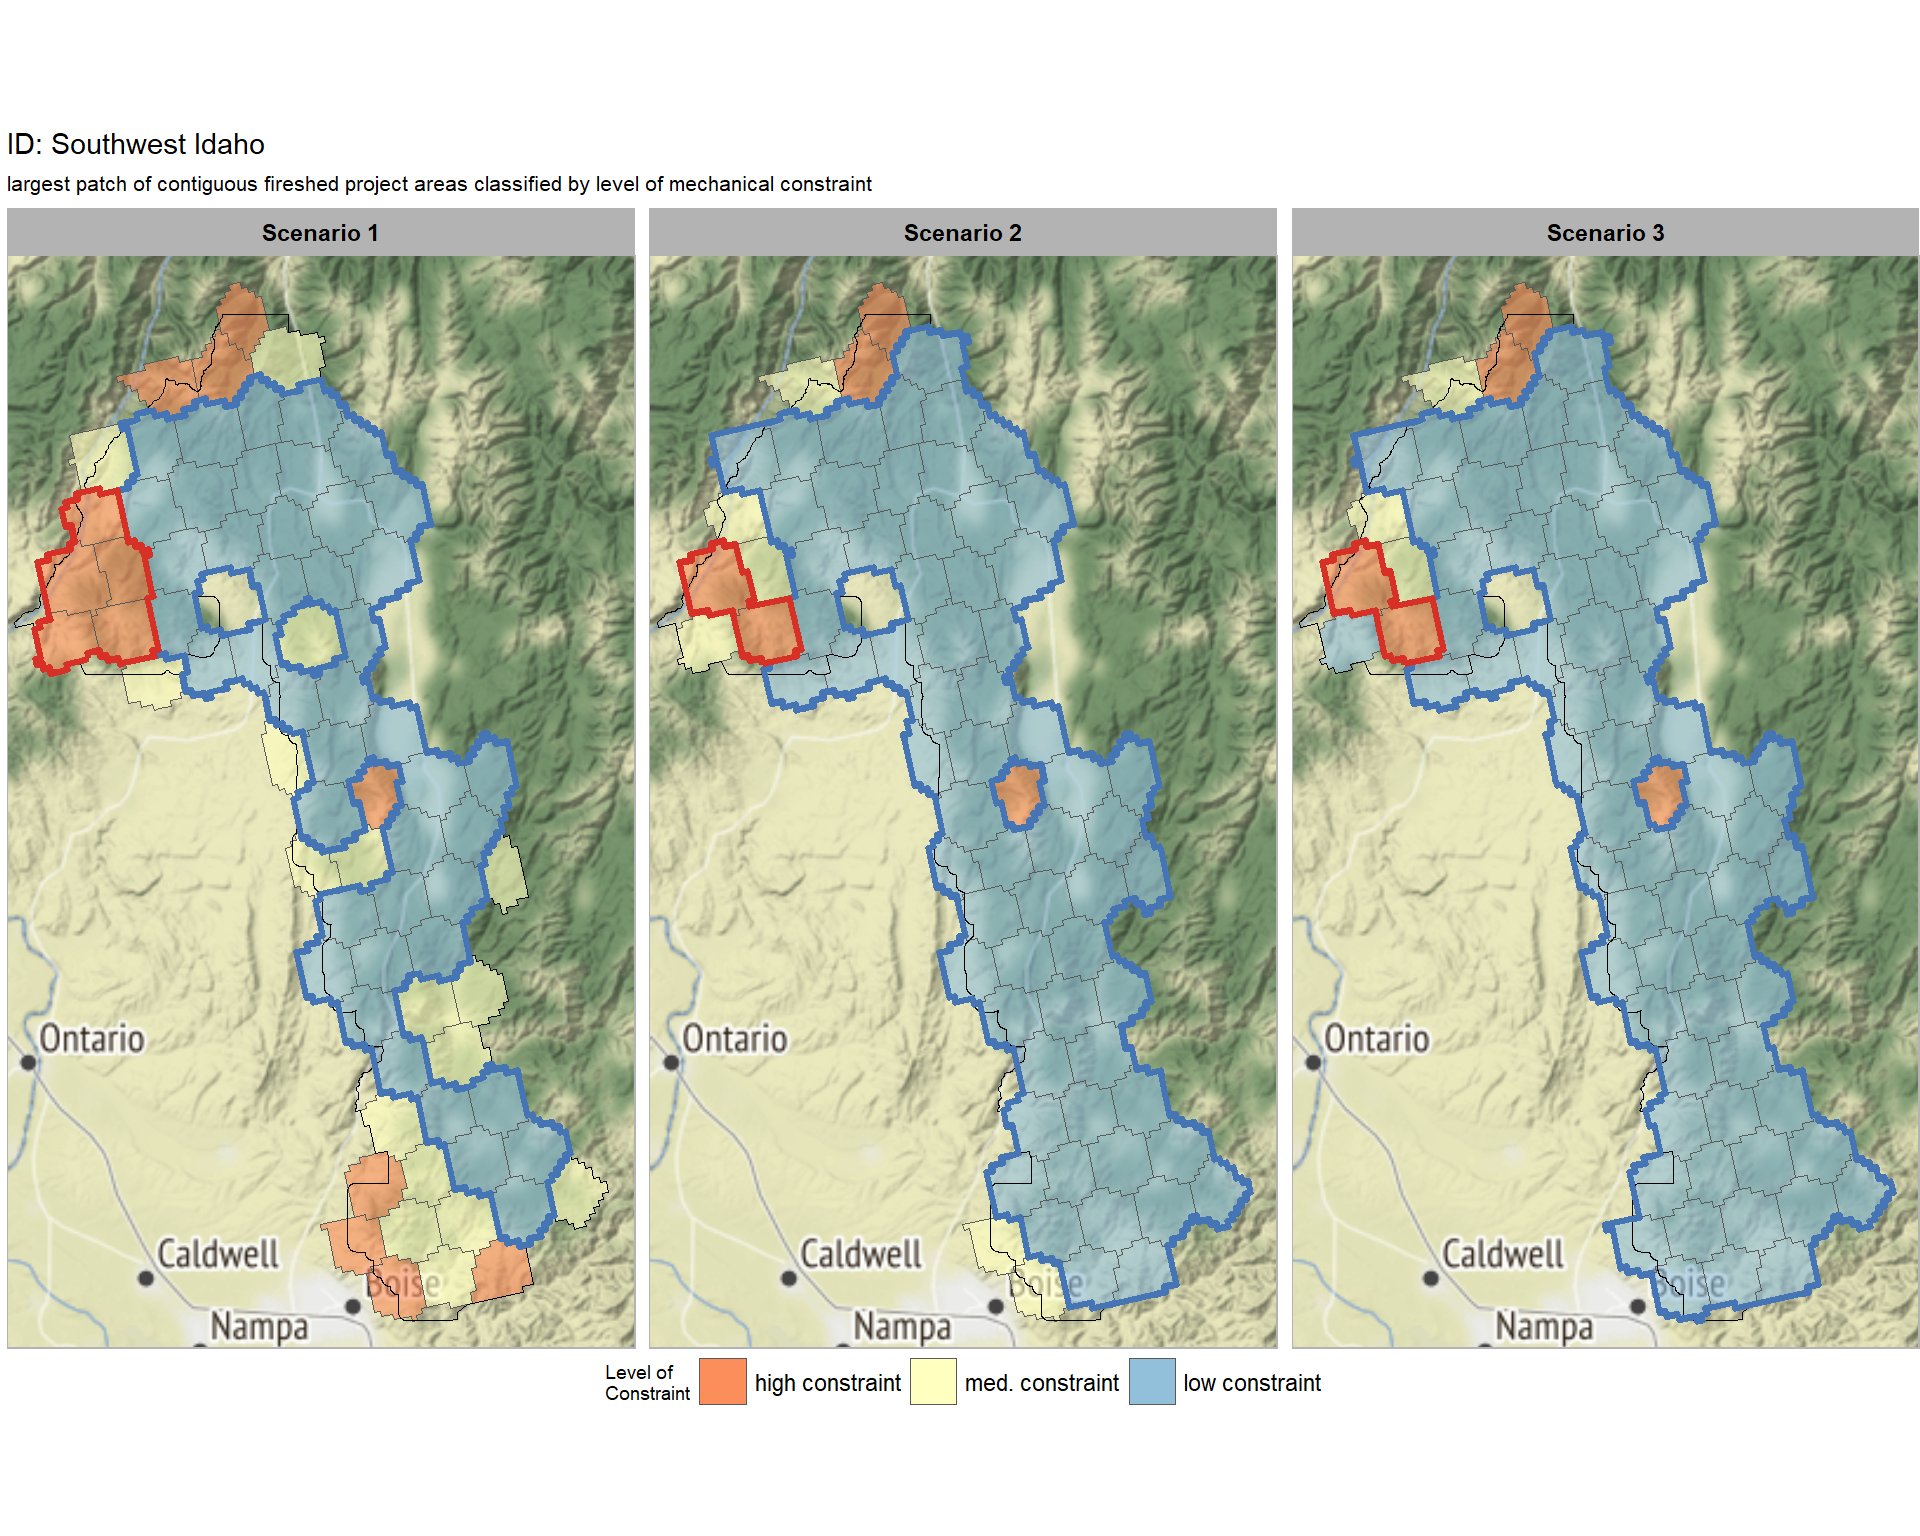 ID: Southwest Idaho
largest patch of contiguous fireshed project areas classified by level of mechanical constraint
Scenario 1
Scenario 2
Scenario 3
Ontario
Caldwell
Boise
Nampa
Ontario
Caldwell
Boise
Nampa
Ontario
Caldwell
Boise
Nampa
Level of
Constraint
high constraint
med. constraint
low constraint